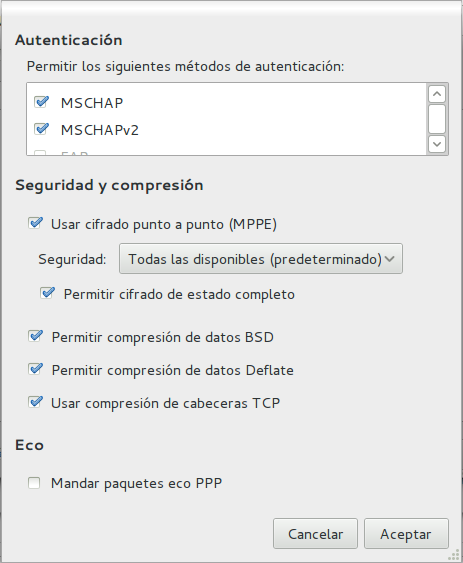 Autenticación
Permitir los siguientes métodos de autenticación:
MSCHAP
MSCHAPv2
Seguridad y compresión
Usar cifrado punto a punto (MPPE)
Seguridad: Todas las disponibles (predeterminado)
Permitir cifrado de estado completo
Permitir compresión de datos BSD
Permitir compresión de datos Deflate
Usar compresión de cabeceras TCP
Eco
Mandar paquetes eco PPP
Cancelar Aceptar